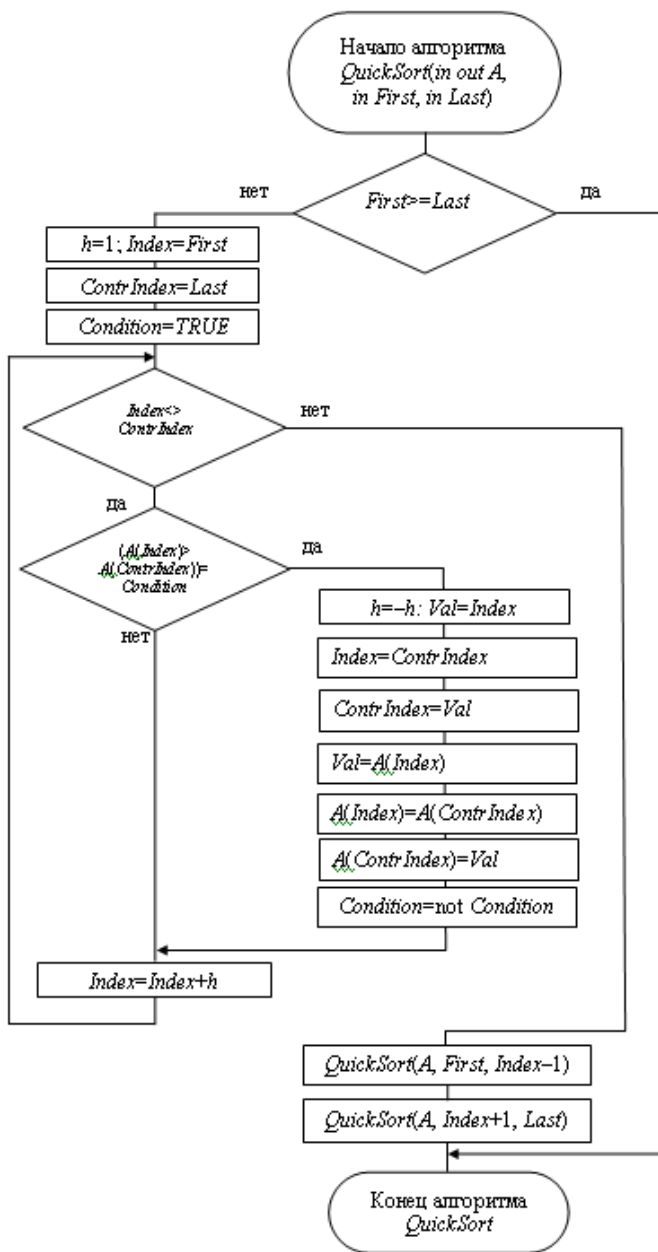 Начало алгоритма
QuickSort(in out A,
in First, in Last)
нет
да
First>=Last
h=1; Index=First
ContrIndex=Last
Condition=TRUE
Index<>
ContrIndex
нет
да
(A(Index)>
A(ContrIndex))=
Condition
да
нет
h=–h: Val=Index
Index=ContrIndex
ContrIndex=Val
Val=A(Index)
A(Index)=A(ContrIndex)
A(ContrIndex)=Val
Condition=not Condition
Index=Index+h
QuickSort(A, First, Index–1)
QuickSort(A, Index+1, Last)
Конец алгоритма
QuickSort